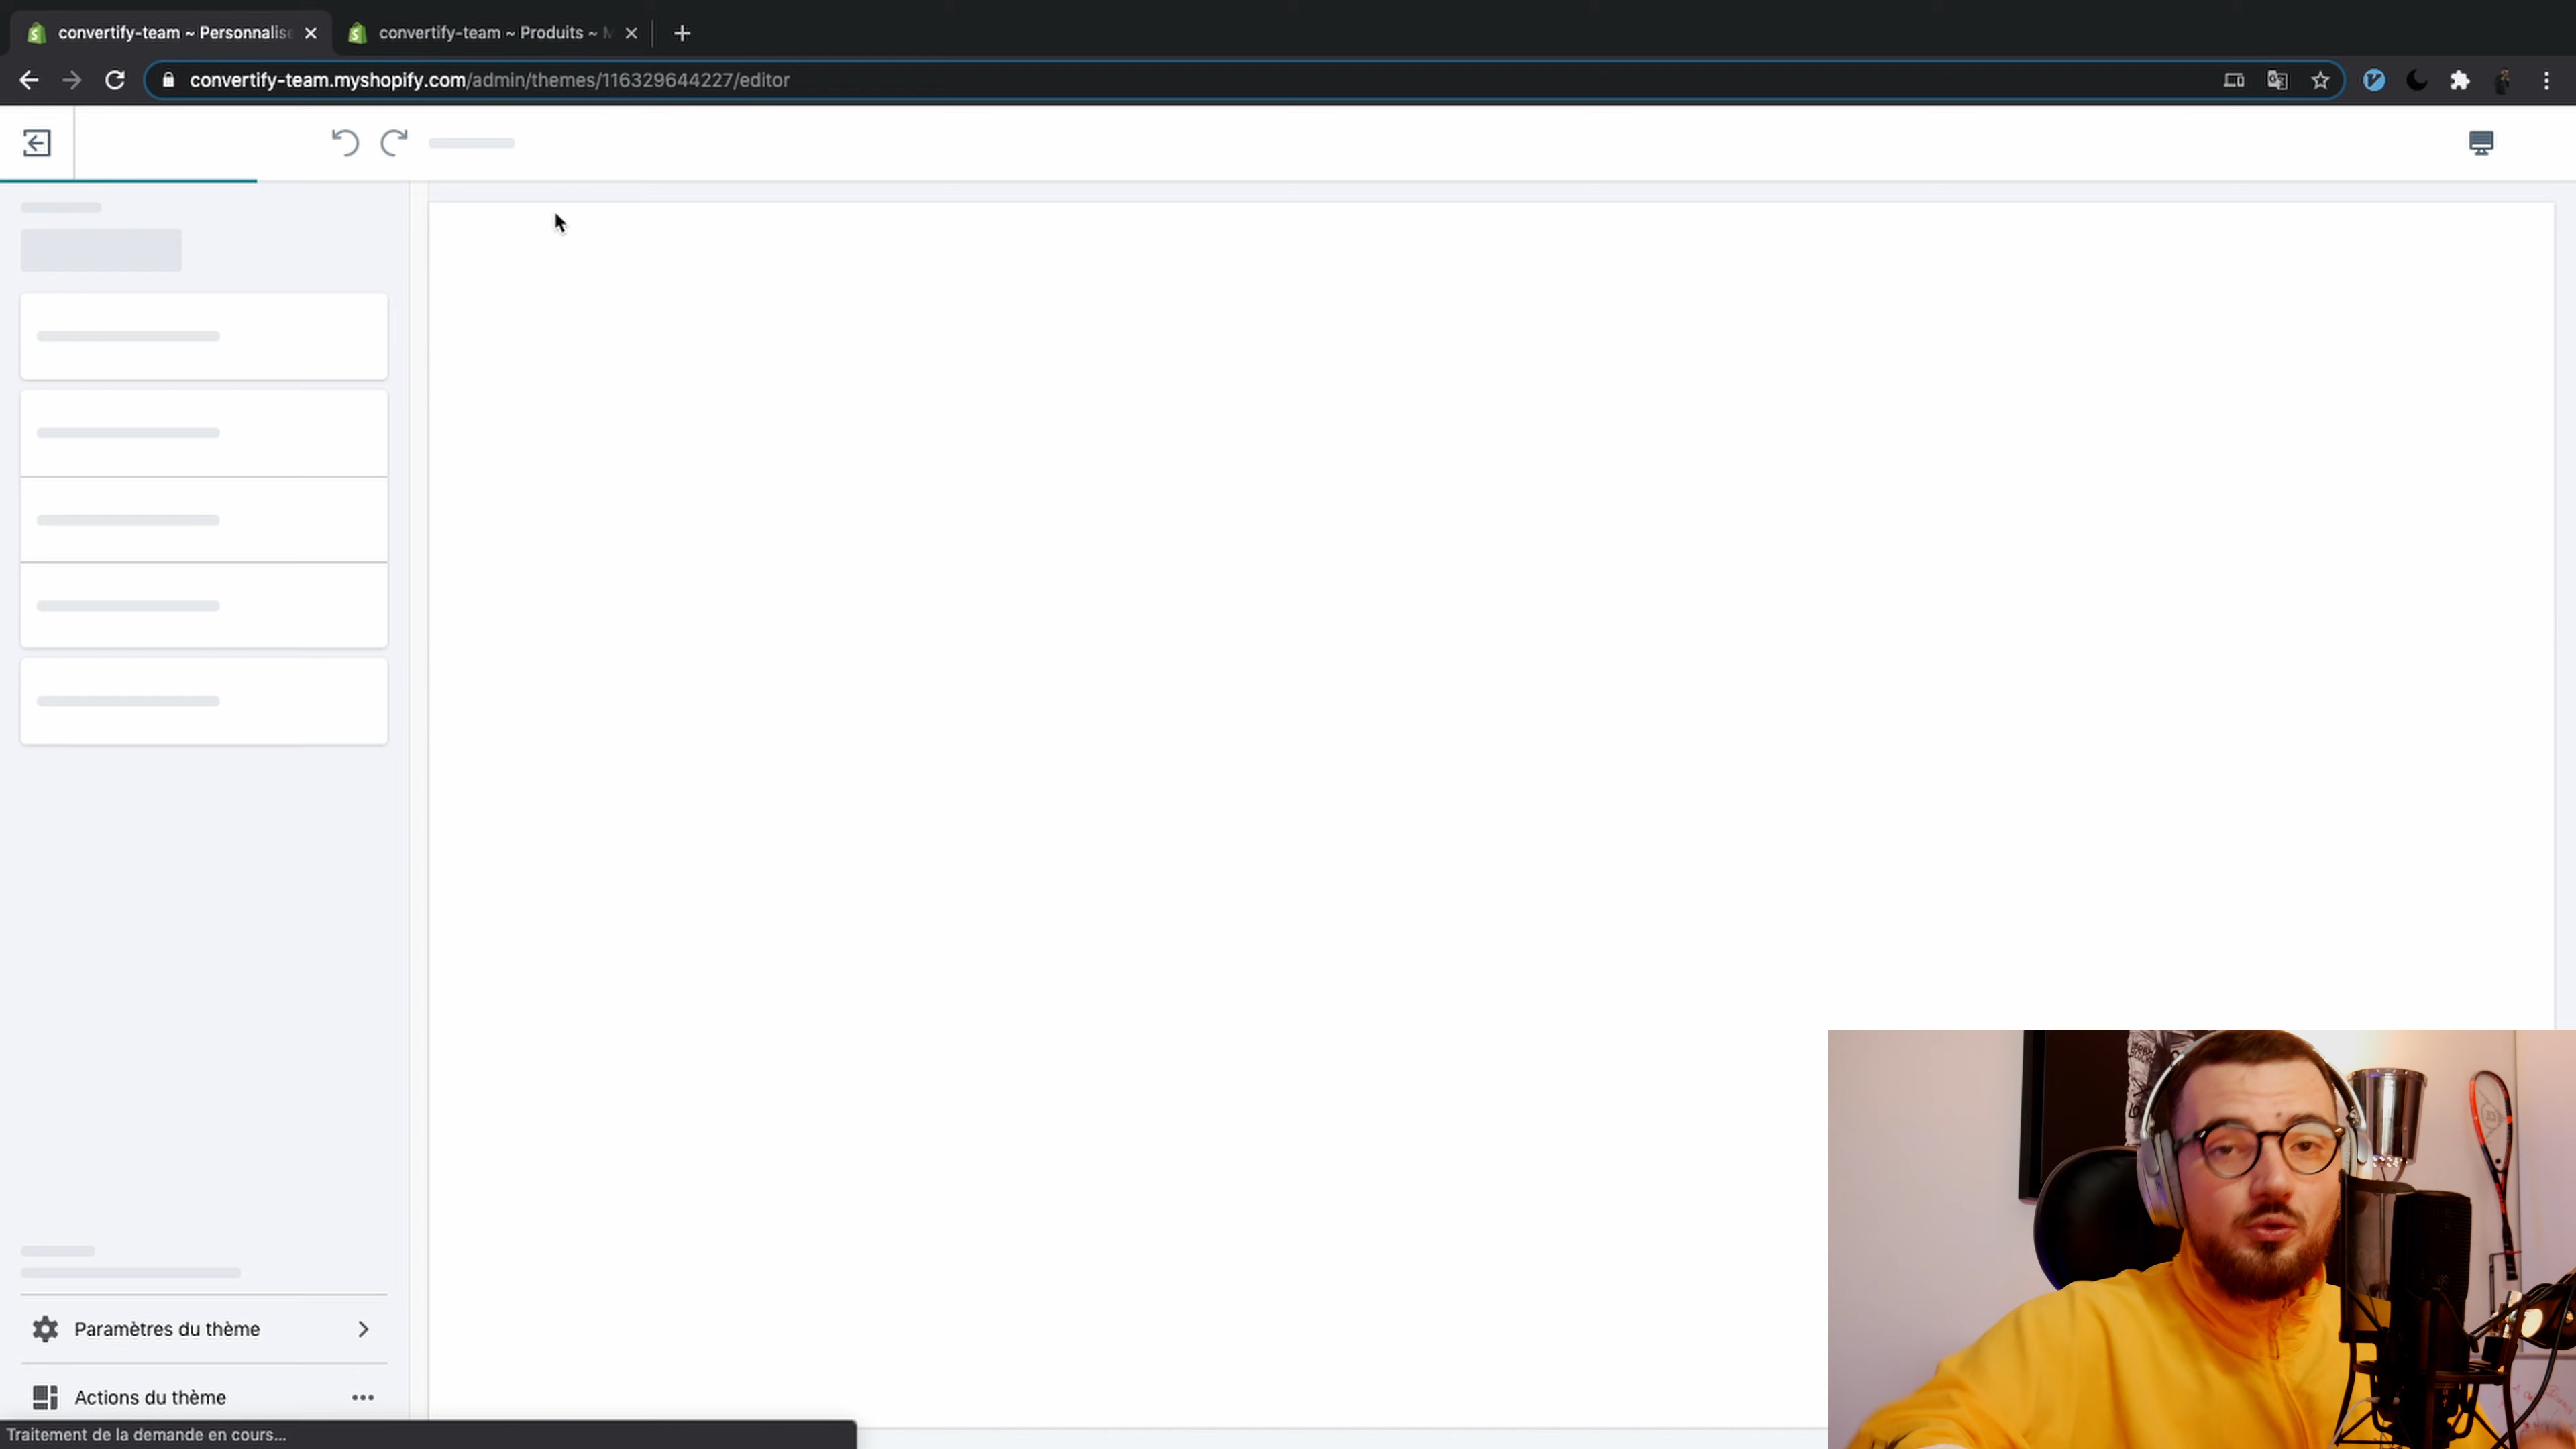 convertify-team ~ Personnalise
convertify-team ~ Produits ~
convertify-team.myshopify.com/admin/themes/116329644227/editor
Paramètres du thème
Actions du thème
Traitement de la demande en cours...